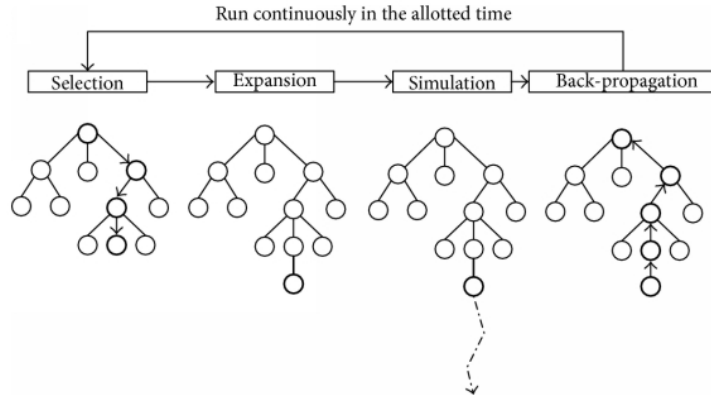 Run continuously in the allotted time
Selection
Expansion
Simulation
Back-propagation